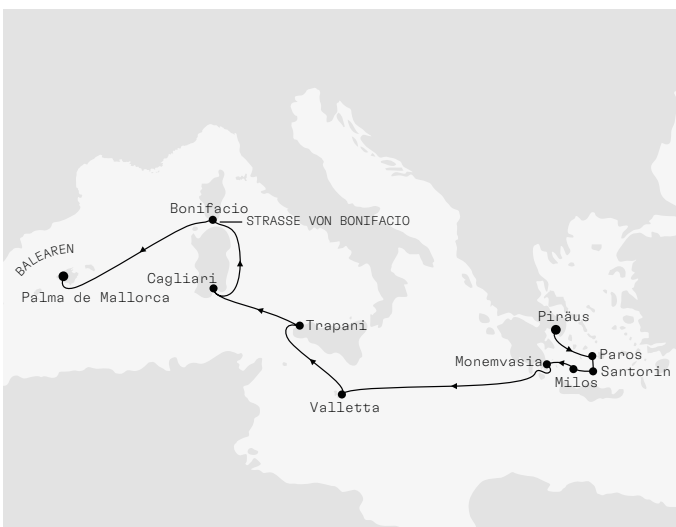 Bonifacio
STRASSE VON BONIFACIO
BALEAREN
Cagliari
Palma de Mallorca
Piräus
Trapani
Paros
Monemvasia
Santorin
Milos
Valletta